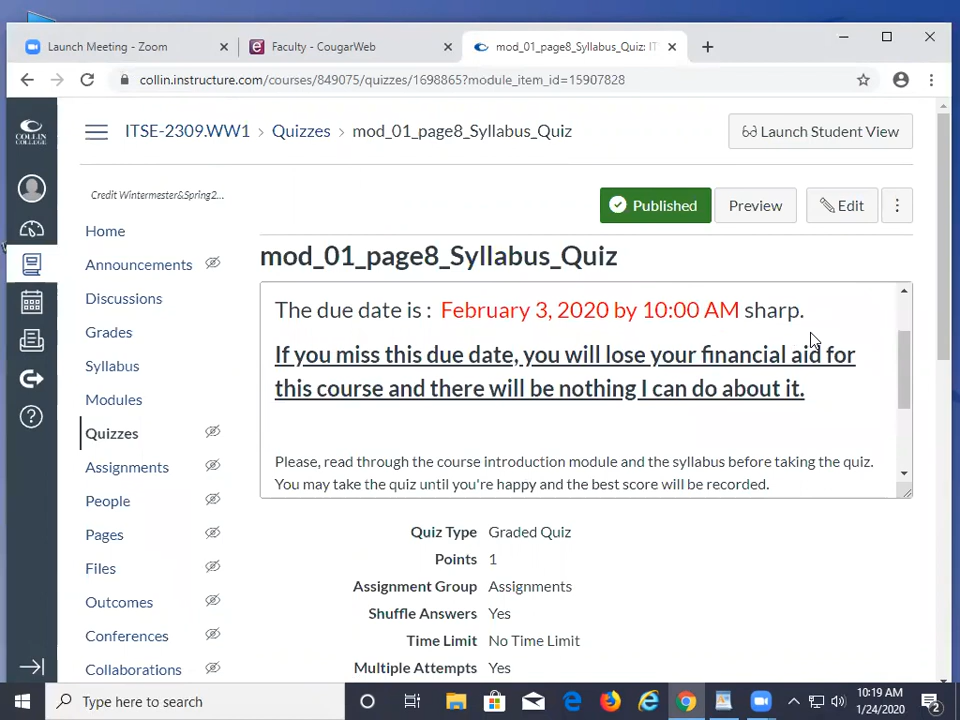 Launch Meeting - Zoom
Faculty - CougarWeb
mod_01_page8_Syllabus_Quiz: IT
collin.instructure.com/courses/849075/quizzes/1698865?module_item_id=15907828
COLLIN COLLEGE
ITSE-2309.WW1 > Quizzes > mod_01_page8_Syllabus_Quiz
Launch Student View
Credit Wintermester&Spring2...
Published
Preview
Edit
Home
Announcements
Discussions
Grades
Syllabus
Modules
Quizzes
Assignments
People
Pages
Files
Outcomes
Conferences
Collaborations
mod_01_page8_Syllabus_Quiz
The due date is : February 3, 2020 by 10:00 AM sharp.
If you miss this due date, you will lose your financial aid for
this course and there will be nothing I can do about it.
Please, read through the course introduction module and the syllabus before taking the quiz.
You may take the quiz until you're happy and the best score will be recorded.
Quiz Type Graded Quiz
Points 1
Assignment Group Assignments
Shuffle Answers Yes
Time Limit No Time Limit
Multiple Attempts Yes
Type here to search
10:19 AM
1/24/2020
2